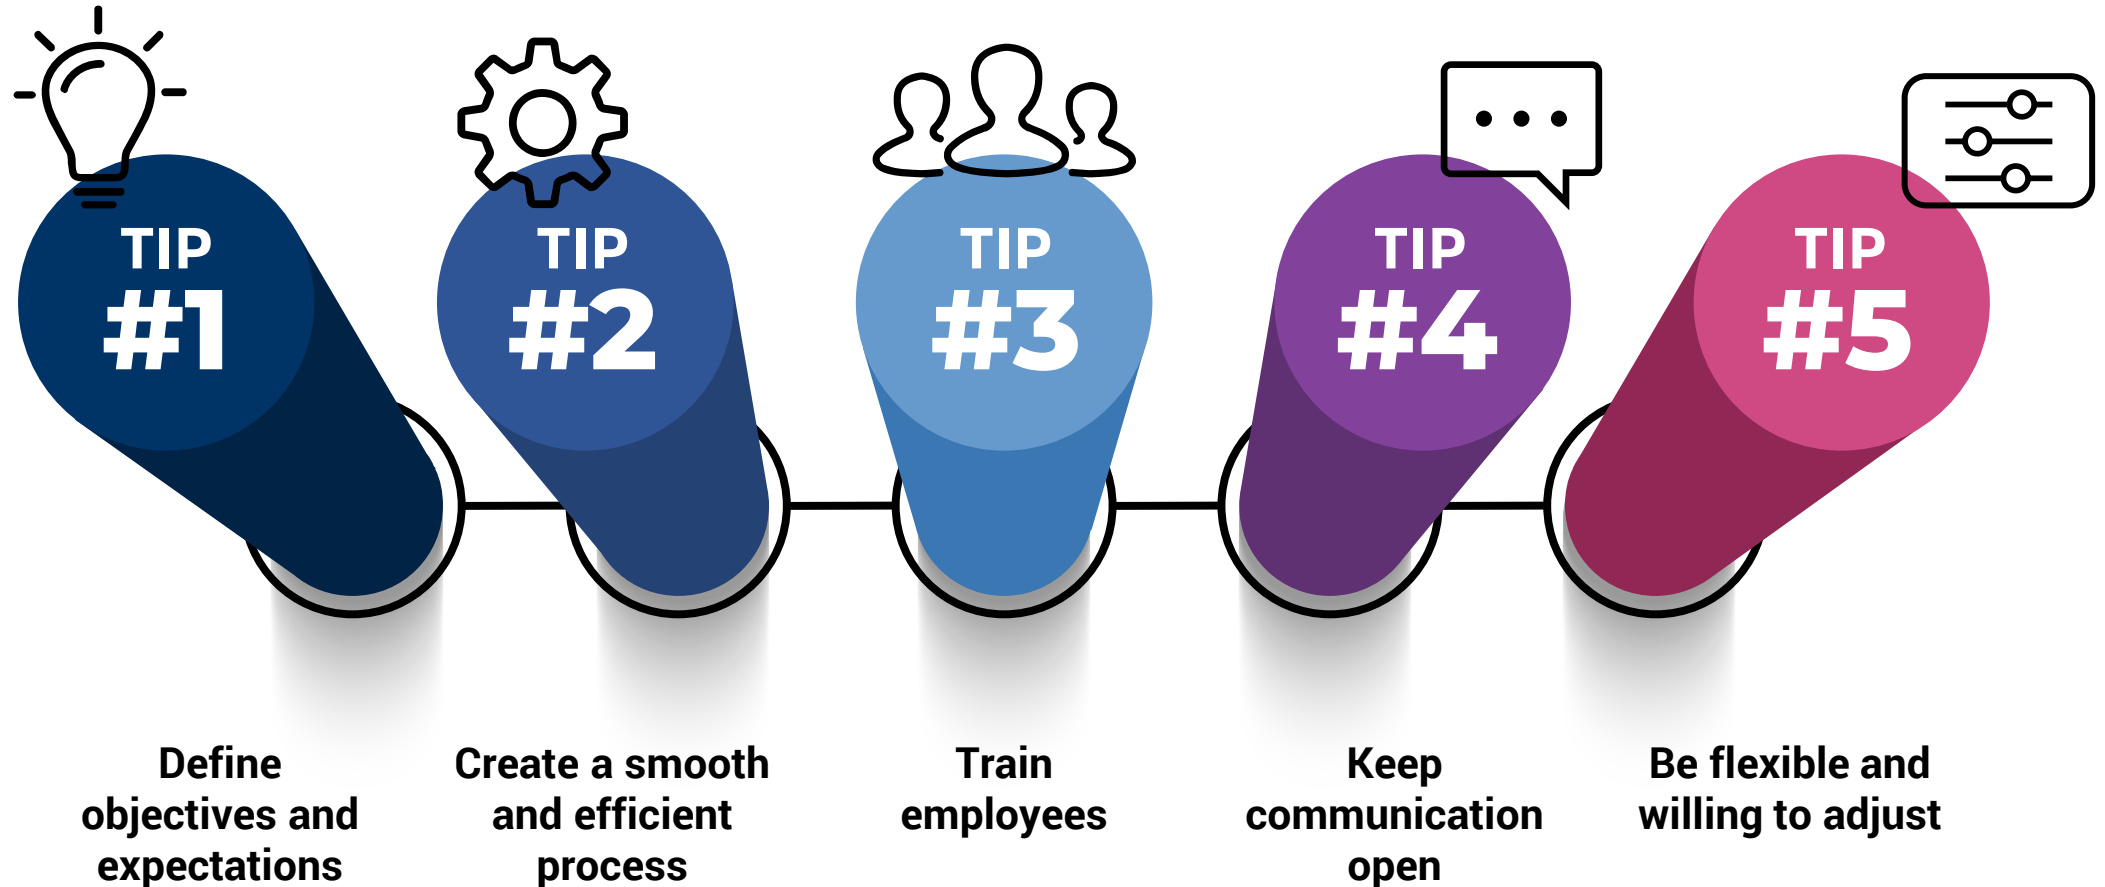 TIP
#1
TIP
#2
TIP
#3
TIP
#4
TIP
#5
Define
objectives and
expectations
Create a smooth
and efficient
process
Train
employees
Keep
communication
open
Be flexible and
willing to adjust